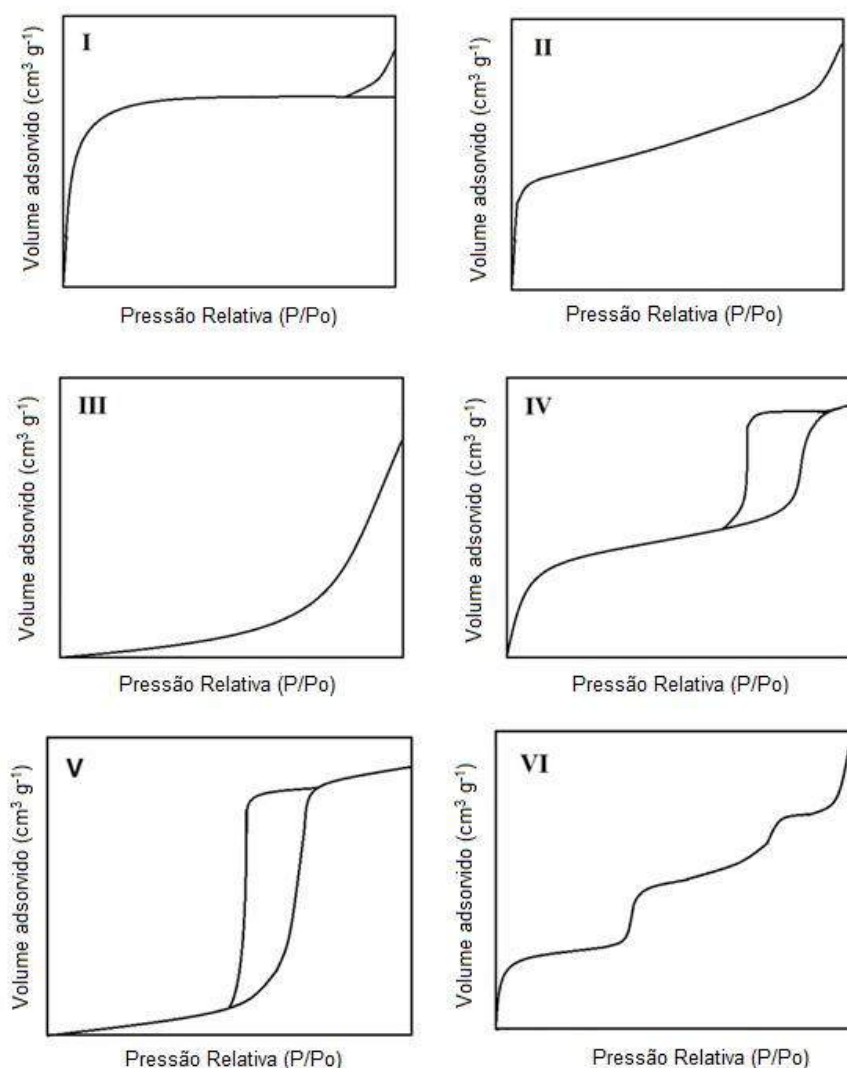 I
Volume adsorvido (cm³ g⁻¹)
Pressão Relativa (P/Po)
II
Volume adsorvido (cm³ g⁻¹)
Pressão Relativa (P/Po)
III
Volume adsorvido (cm³ g⁻¹)
Pressão Relativa (P/Po)
IV
Volume adsorvido (cm³ g⁻¹)
Pressão Relativa (P/Po)
V
Volume adsorvido (cm³ g⁻¹)
Pressão Relativa (P/Po)
VI
Volume adsorvido (cm³ g⁻¹)
Pressão Relativa (P/Po)